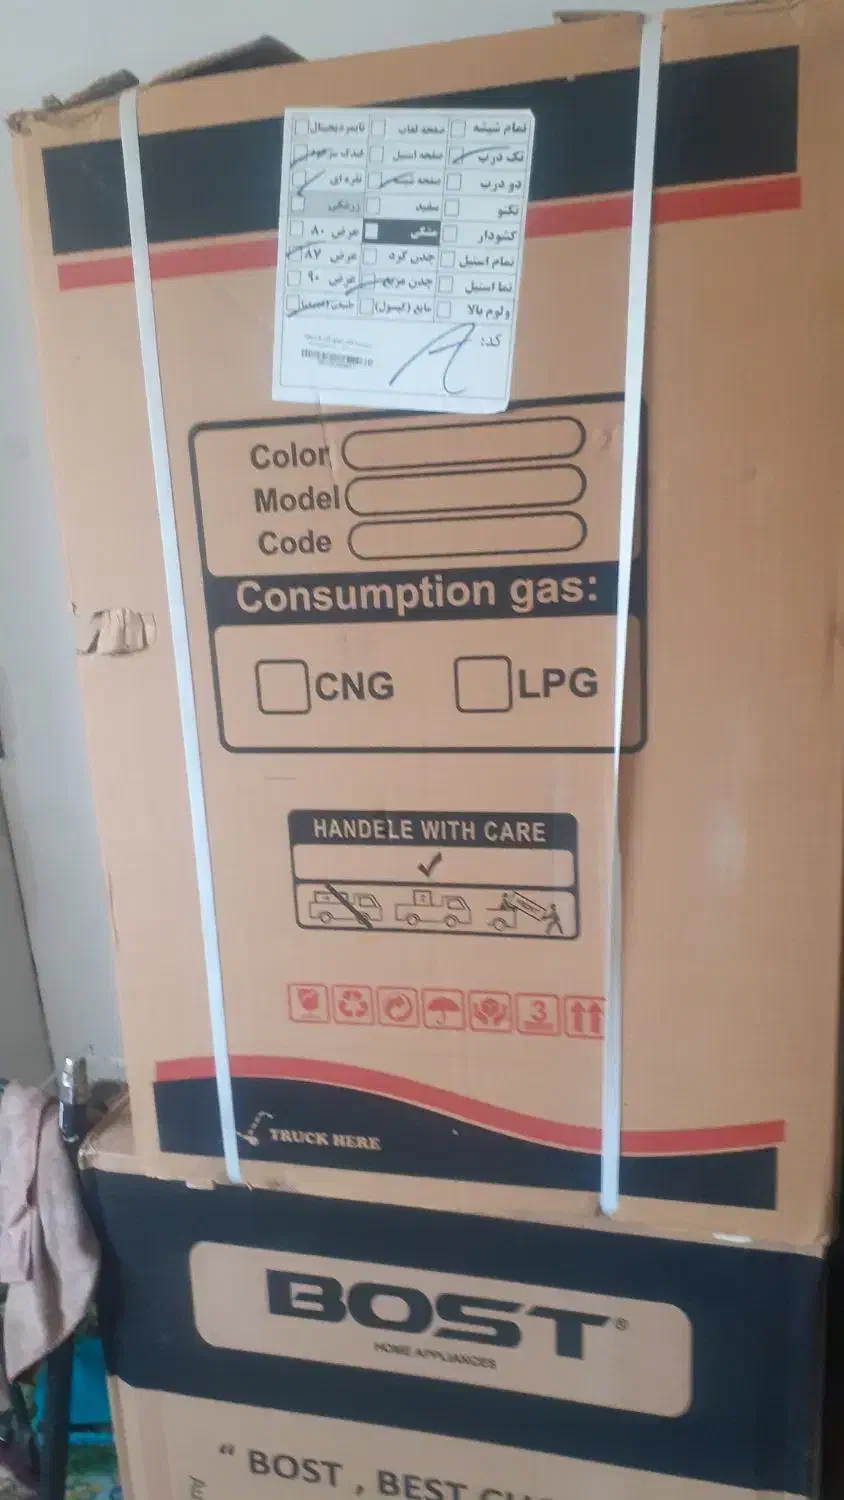 تمام شیشه صفحه لعاب تایمر دیجیتال
تک درب صفحه استیل فندک سرخود
دو درب صفحه شیشه نقره ای
تکنو سفید زرشکی
کشودار مشکی عرض ۸۰
تمام استیل چدن گرد عرض ۸۷
نما استیل چدن مربع عرض ۹۰
ولوم بالا مایع (کپسول)
کد: A
Color
Model
Code
Consumption gas:
CNG LPG
HANDELE WITH CARE
3
TRUCK HERE
BOST®
HOME APPLIANCES
“ BOST , BEST